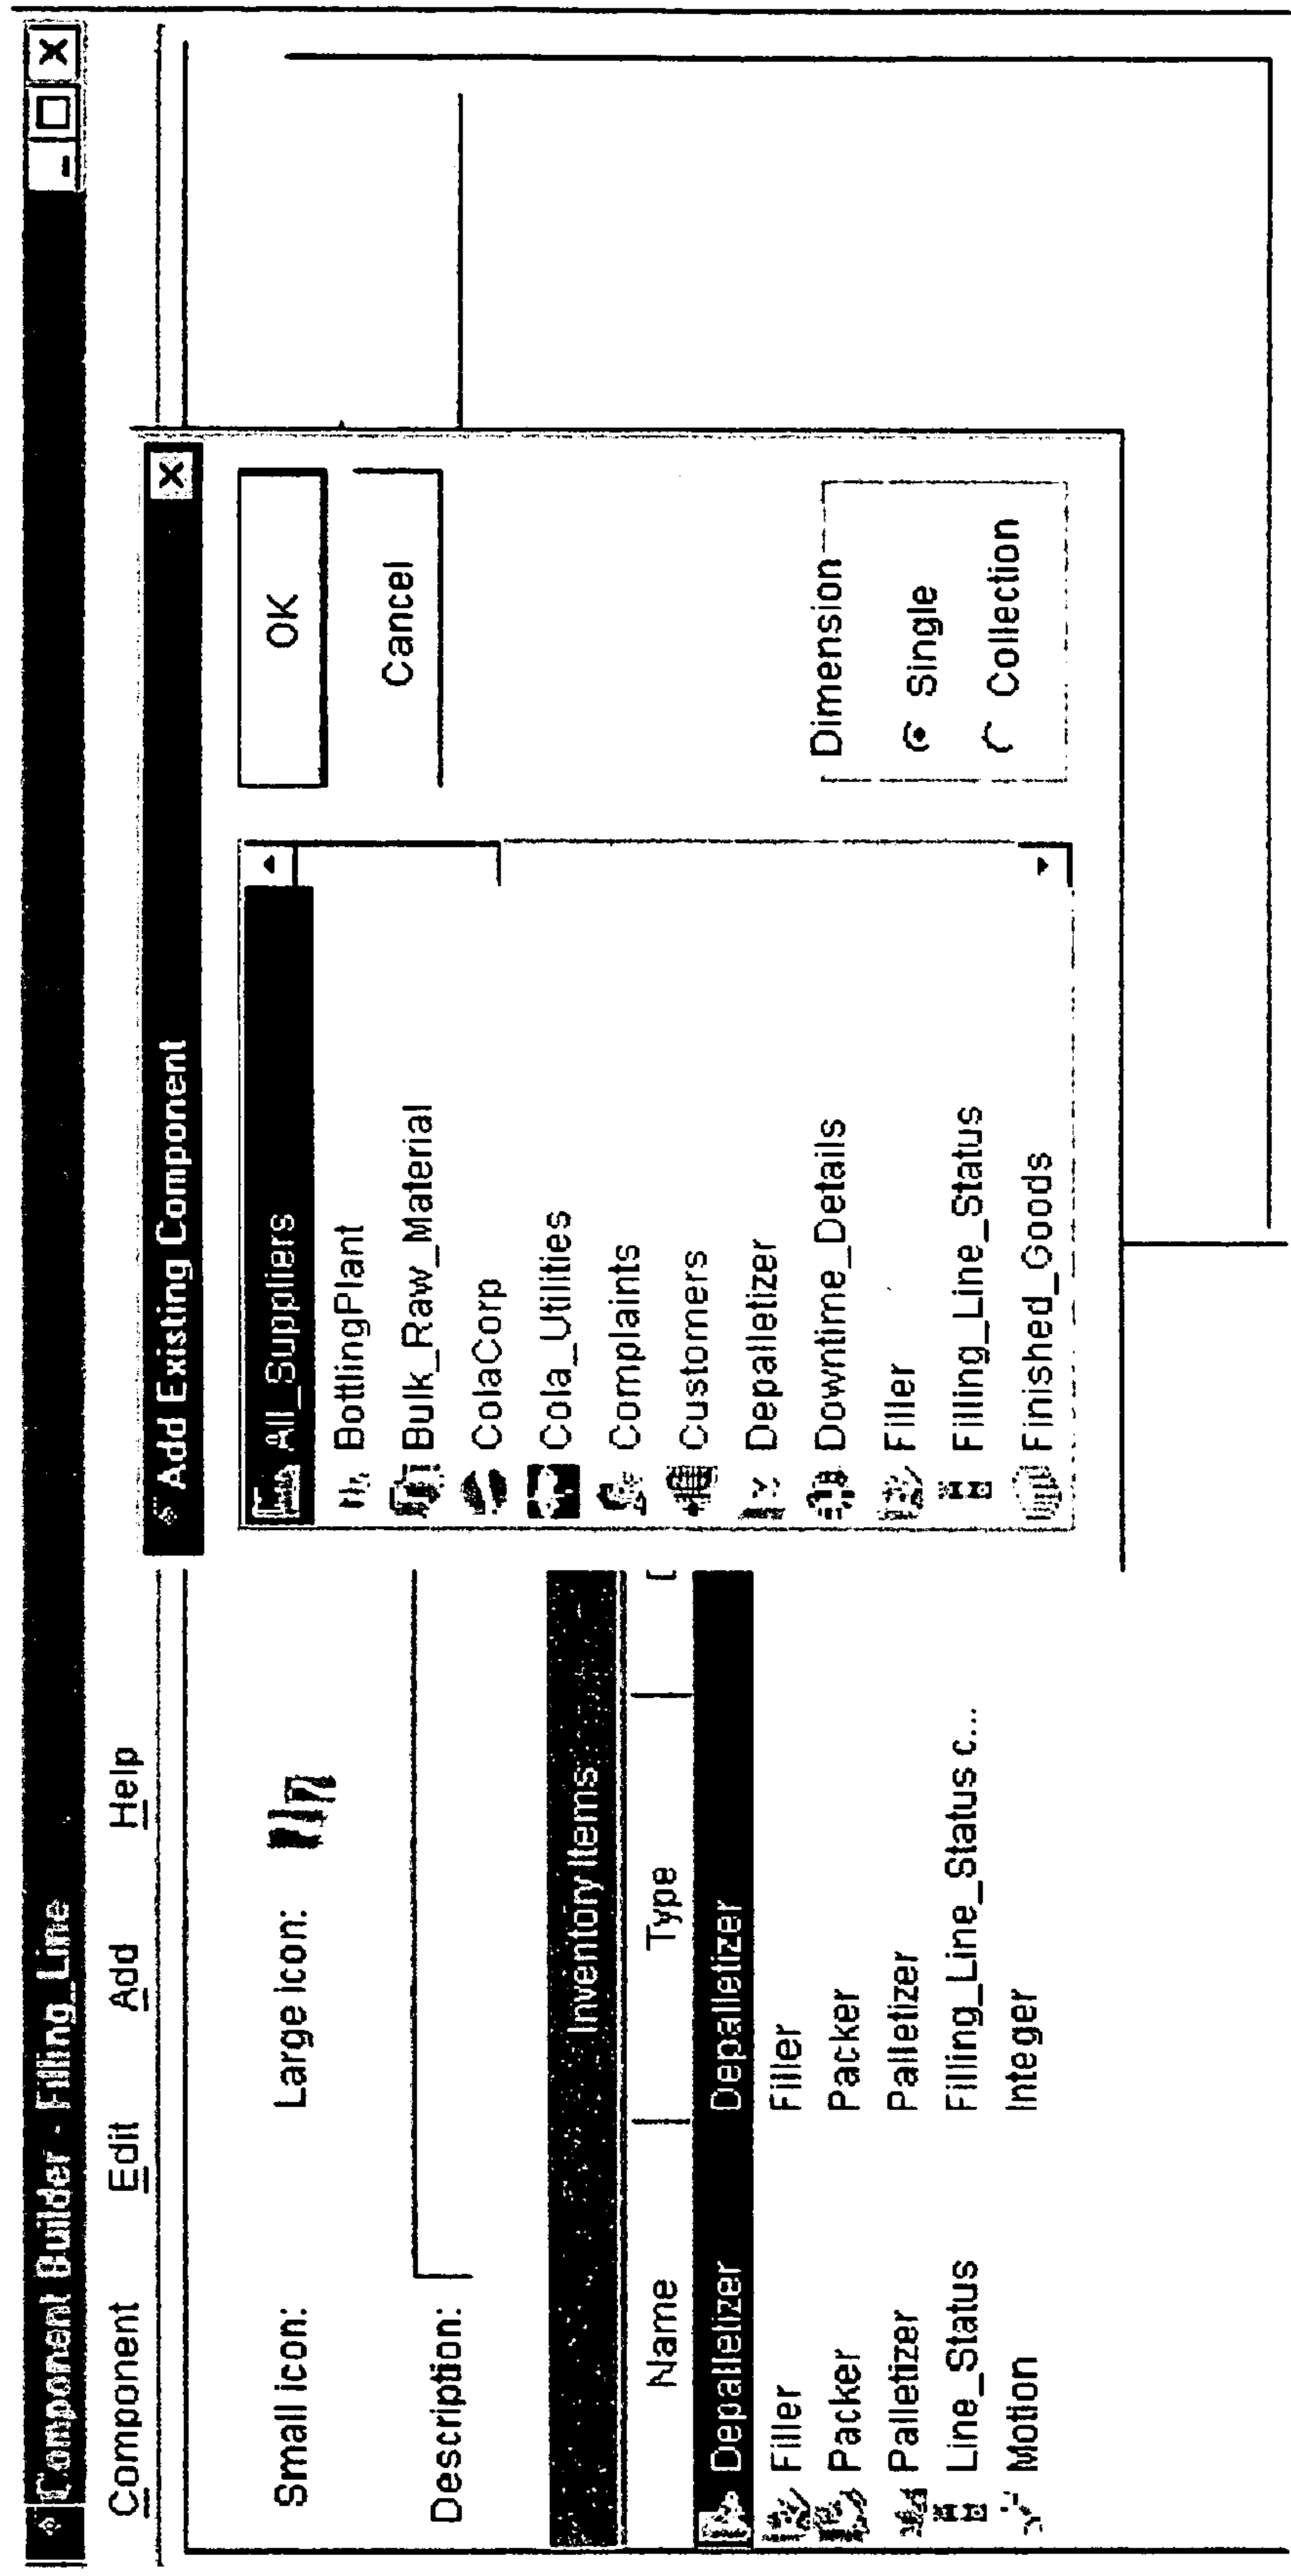 Component Builder - Filling_Line
Component Edit Add Help
Small icon: Large icon:
Description:
Inventory Items
Name Type
Depalletizer Depalletizer
Filler Filler
Packer Packer
Palletizer Palletizer
Line_Status Filling_Line_Status c...
Motion Integer
Add Existing Component
All_Suppliers
BottlingPlant
Bulk_Raw_Material
ColaCorp
Cola_Utilities
Complaints
Customers
Depalletizer
Downtime_Details
Filler
Filling_Line_Status
Finished_Goods
OK
Cancel
Dimension
Single
Collection